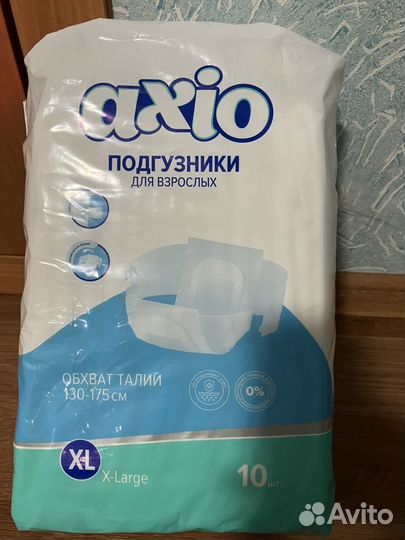 axio
ПОДГУЗНИКИ
ДЛЯ ВЗРОСЛЫХ
ОБХВАТ ТАЛИИ
130-175 см
0%
XL
X-Large
10 шт.
Avito